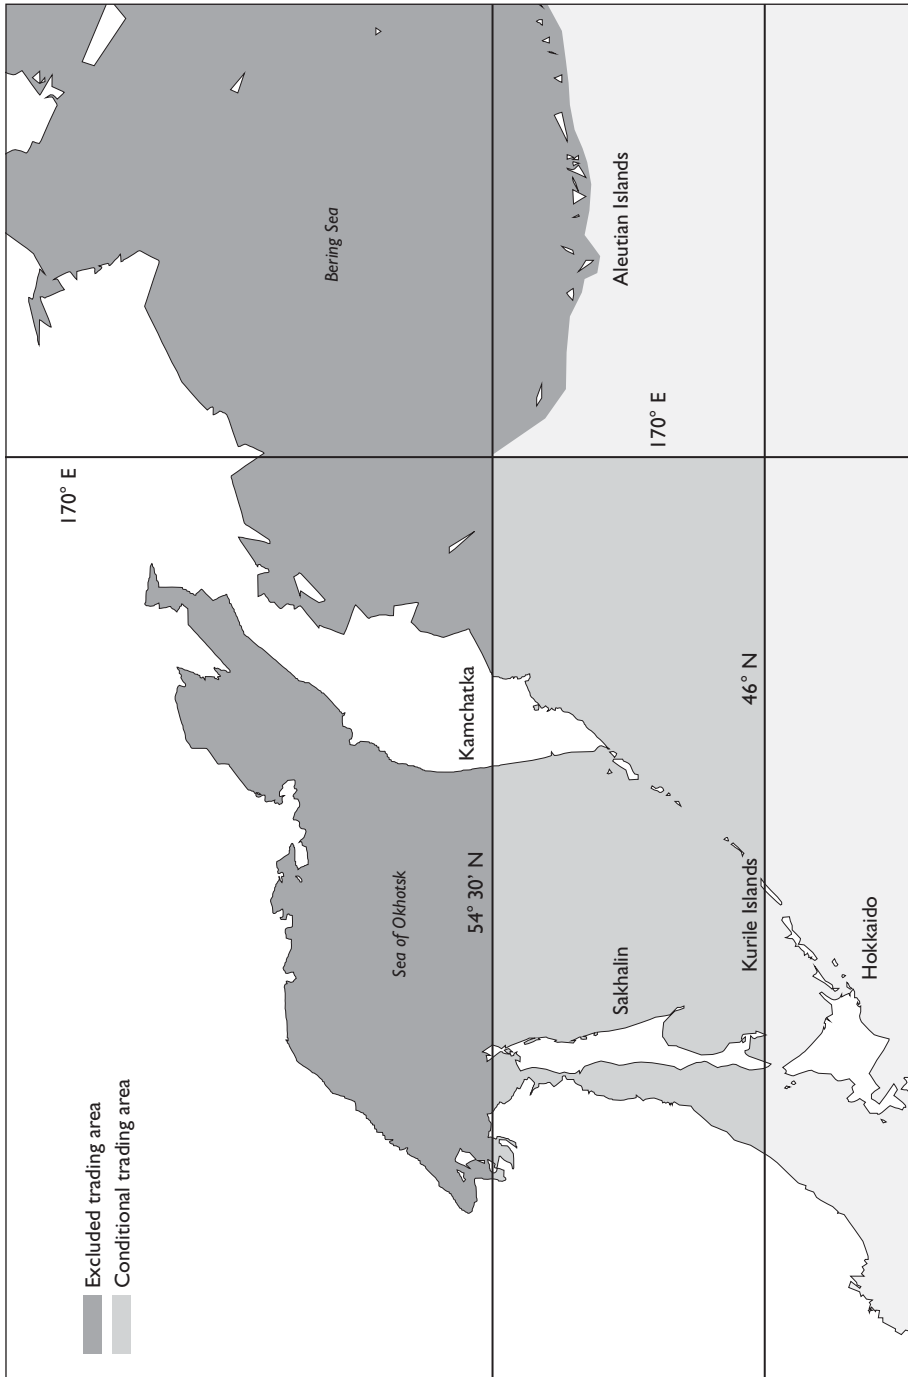 Excluded trading area
Conditional trading area
170° E
Bering Sea
Sea of Okhotsk
Kamchatka
54° 30’ N
Aleutian Islands
170° E
Sakhalin
46° N
Kurile Islands
Hokkaido